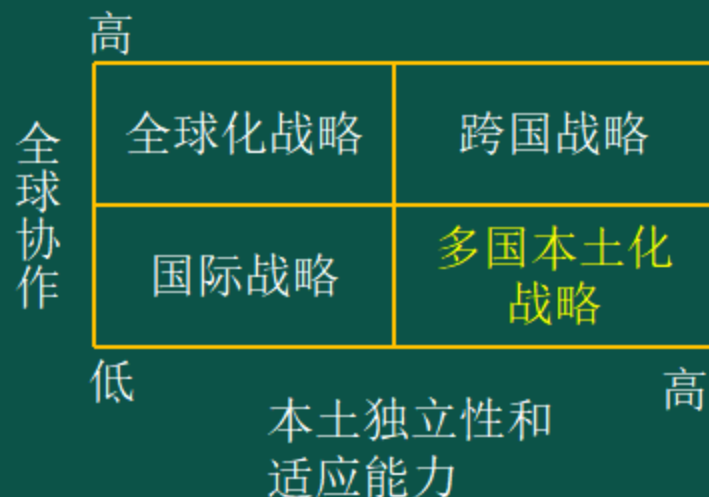 高
全球化战略
跨国战略
全球协作
国际战略
多国本土化
战略
低
高
本土独立性和
适应能力